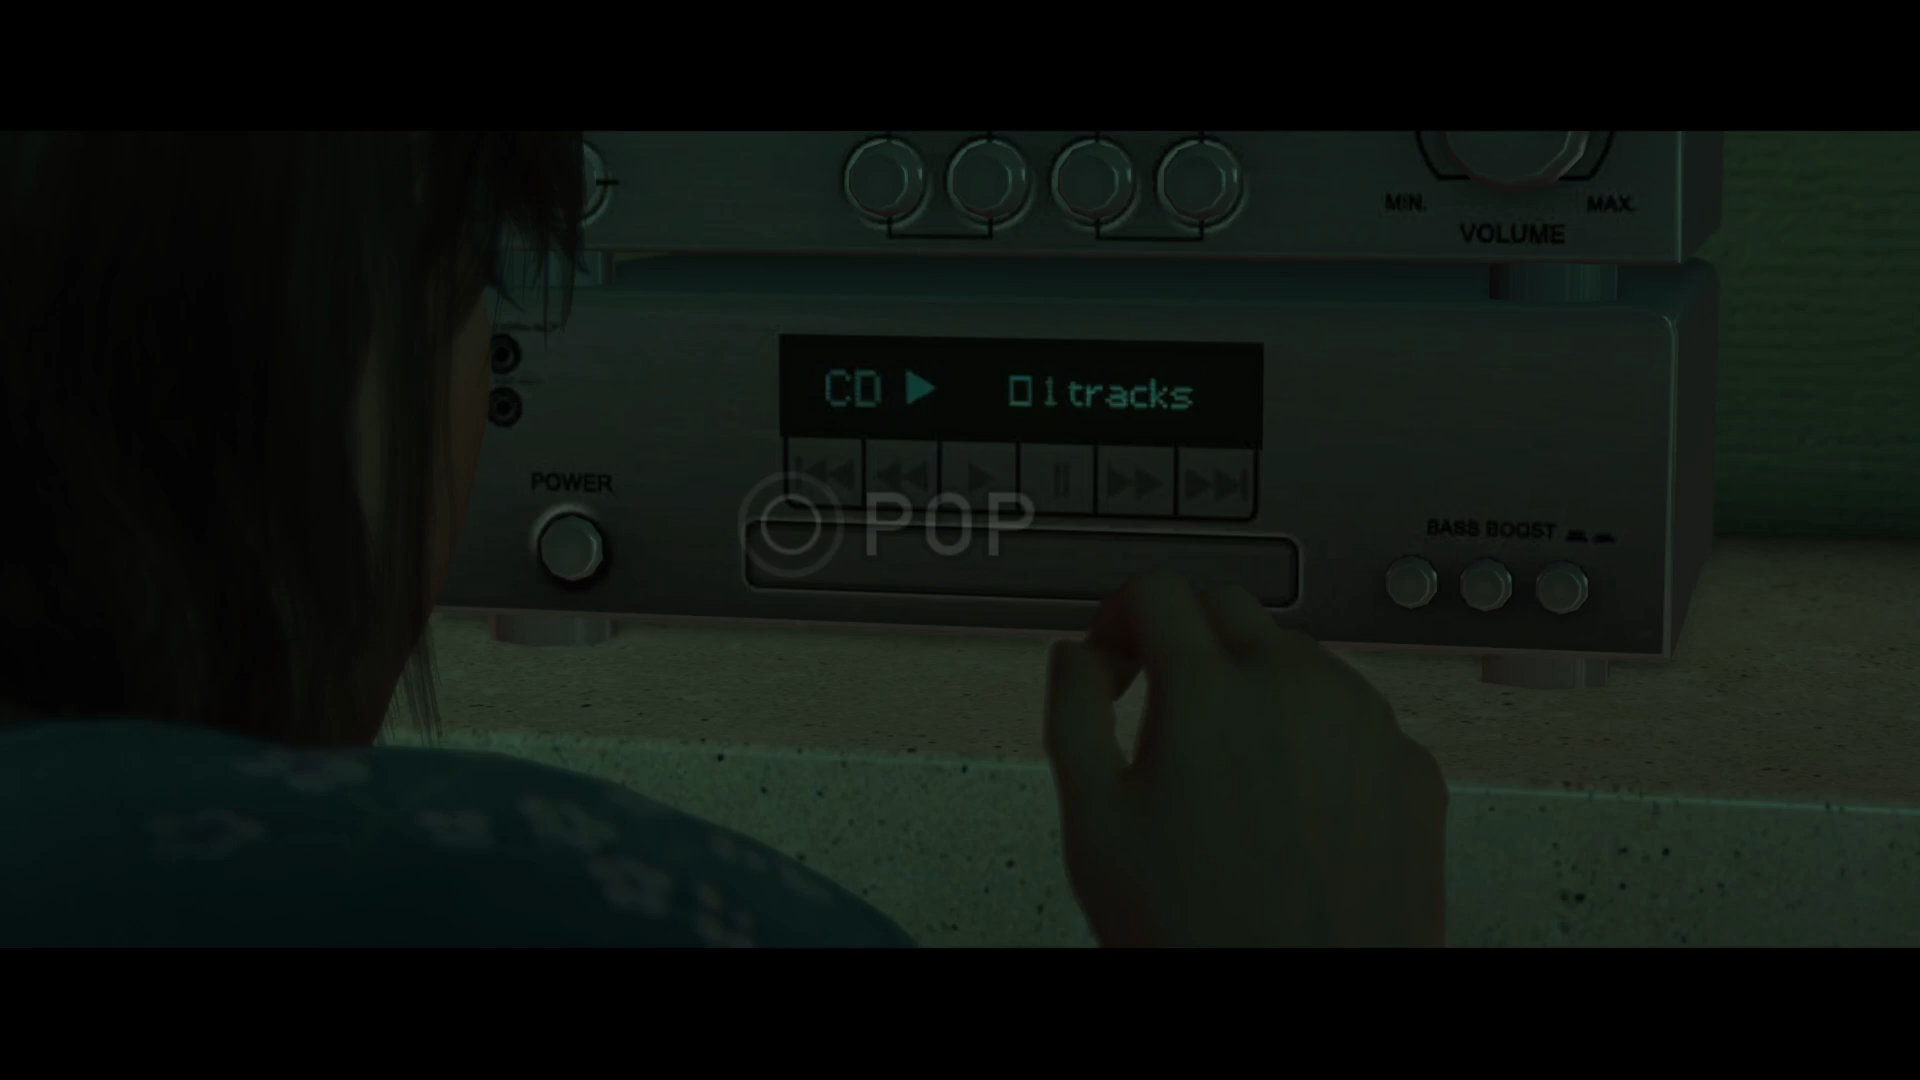 MIN.
MAX.
VOLUME
CD ▶ 01 tracks
POWER
POP
BASS BOOST